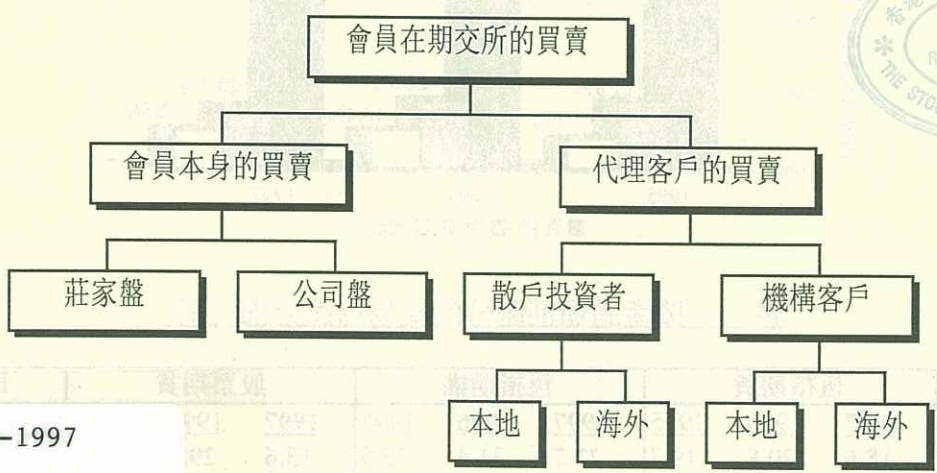 會員在期交所的買賣
會員本身的買賣
代理客戶的買賣
莊家盤
公司盤
散戶投資者
機構客戶
本地
海外
本地
海外
-1997